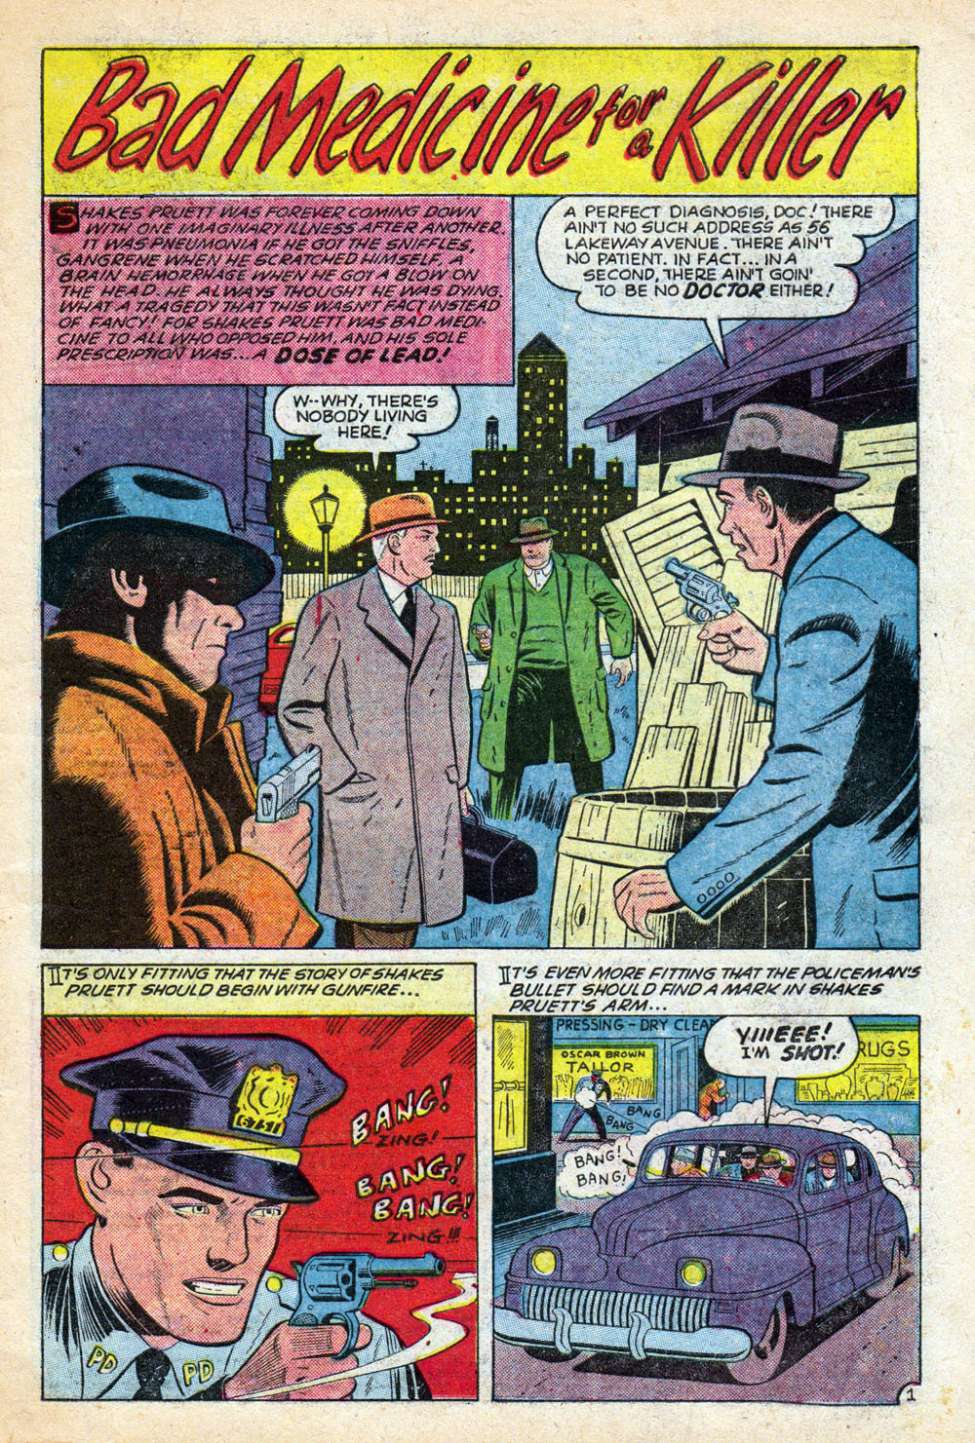 Bad Medicine for a Killer
SHAKES PRUETT WAS FOREVER COMING DOWN
WITH ONE IMAGINARY ILLNESS AFTER ANOTHER.
IT WAS PNEUMONIA IF HE GOT THE SNIFFLES,
GANGRENE WHEN HE SCRATCHED HIMSELF, A
BRAIN HEMORRHAGE WHEN HE GOT A BLOW ON
THE HEAD. HE ALWAYS THOUGHT HE WAS DYING.
WHAT A TRAGEDY THAT THIS WASN'T FACT INSTEAD
OF FANCY!! FOR SHAKES PRUETT WAS BAD MEDI-
CINE TO ALL WHO OPPOSED HIM, AND HIS SOLE
PRESCRIPTION WAS... A DOSE OF LEAD!
A PERFECT DIAGNOSIS, DOC! THERE
AIN'T NO SUCH ADDRESS AS 56
LAKEWAY AVENUE. THERE AIN'T
NO PATIENT. IN FACT... IN A
SECOND, THERE AIN'T GOIN'
TO BE NO DOCTOR EITHER!
W--WHY, THERE'S
NOBODY LIVING
HERE!
IT'S ONLY FITTING THAT THE STORY OF SHAKES
PRUETT SHOULD BEGIN WITH GUNFIRE...
BANG!
ZING!
BANG!
BANG!
ZING!!!
PD
PD
IT'S EVEN MORE FITTING THAT THE POLICEMAN'S
BULLET SHOULD FIND A MARK IN SHAKES
PRUETT'S ARM...
PRESSING - DRY CLEA
OSCAR BROWN
TAILOR
RUGS
YIIIEEE!
I'M SHOT!
BANG
BANG
BANG!
BANG!
1